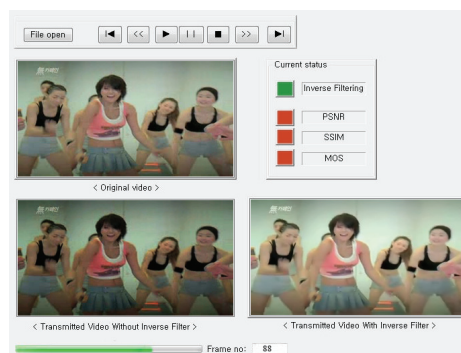 File open
Current status
Inverse Filtering
PSNR
SSIM
MOS
< Original video >
< Transmitted Video Without Inverse Filter >
< Transmitted Video With Inverse Filter >
Frame no: 88